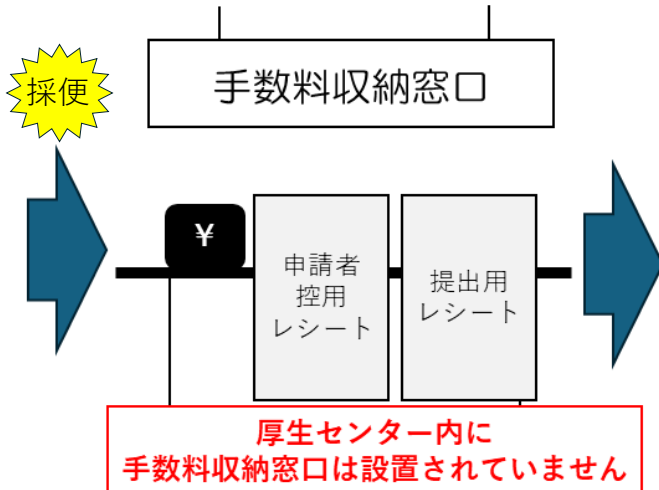 採便
手数料収納窓口
¥
申請者
控用
レシート
提出用
レシート
厚生センター内に
手数料収納窓口は設置されていません